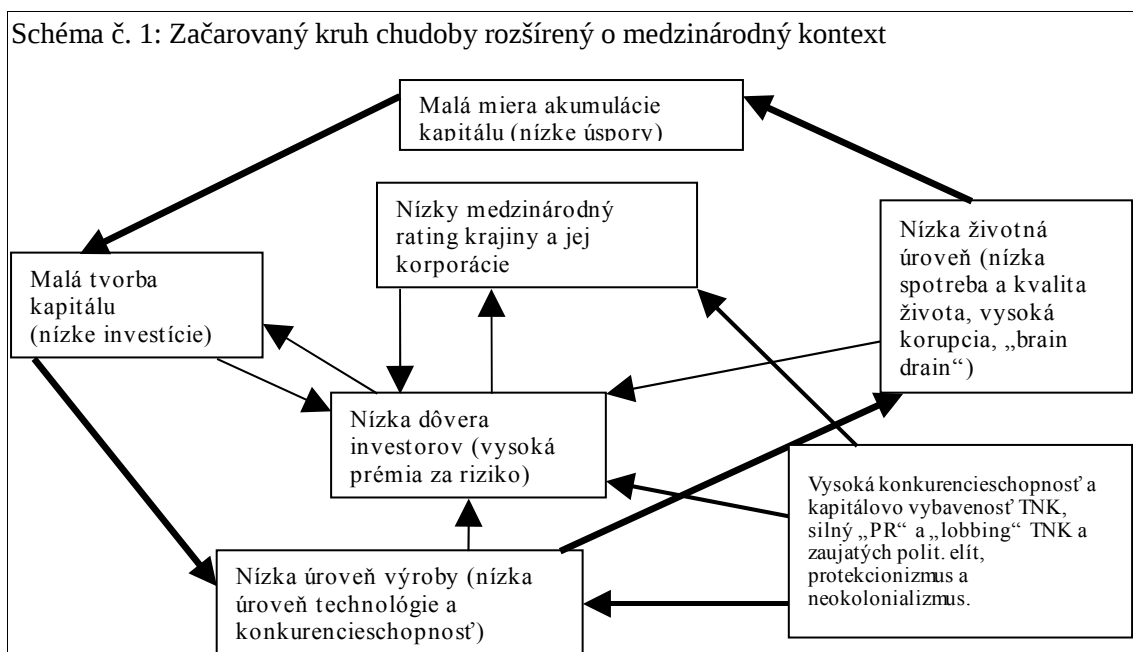 Schéma č. 1: Začarovaný kruh chudoby rozšírený o medzinárodný kontext
Malá miera akumulácie
kapitálu (nízke úspory)
Nízky medzinárodný
rating krajiny a jej
korporácie
Nízka životná
úroveň (nízka
spotreba a kvalita
života, vysoká
korupcia, „brain
drain“)
Malá tvorba
kapitálu
(nízke investície)
Nízka dôvera
investorov (vysoká
prémia za riziko)
Vysoká konkurencieschopnosť a
kapitálovo vybavenosť TNK,
silný „PR“ a „lobbing“ TNK a
zaujatých polit. elít,
protekcionizmus a
neokolonializmus.
Nízka úroveň výroby (nízka
úroveň technológie a
konkurencieschopnosť)